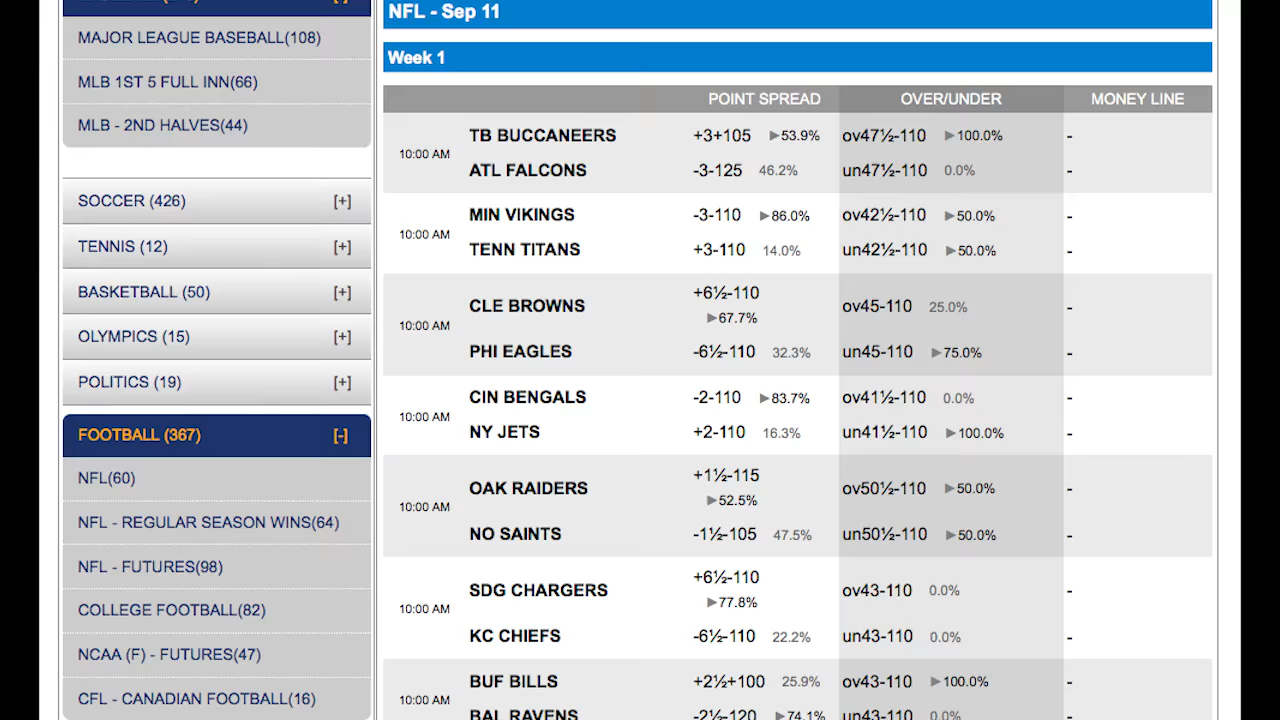 [-]
MAJOR LEAGUE BASEBALL(108)
MLB 1ST 5 FULL INN(66)
MLB - 2ND HALVES(44)
SOCCER (426) [+]
TENNIS (12) [+]
BASKETBALL (50) [+]
OLYMPICS (15) [+]
POLITICS (19) [+]
FOOTBALL (367) [-]
NFL(60)
NFL - REGULAR SEASON WINS(64)
NFL - FUTURES(98)
COLLEGE FOOTBALL(82)
NCAA (F) - FUTURES(47)
CFL - CANADIAN FOOTBALL(16)
NFL - Sep 11
Week 1
POINT SPREAD OVER/UNDER MONEY LINE
TB BUCCANEERS +3+105 ▶53.9% ov47½-110 ▶100.0% -
10:00 AM
ATL FALCONS -3-125 46.2% un47½-110 0.0% -
MIN VIKINGS -3-110 ▶86.0% ov42½-110 ▶50.0% -
10:00 AM
TENN TITANS +3-110 14.0% un42½-110 ▶50.0% -
+6½-110
CLE BROWNS ov45-110 25.0% -
▶67.7%
10:00 AM
PHI EAGLES -6½-110 32.3% un45-110 ▶75.0% -
CIN BENGALS -2-110 ▶83.7% ov41½-110 0.0% -
10:00 AM
NY JETS +2-110 16.3% un41½-110 ▶100.0% -
+1½-115
OAK RAIDERS ov50½-110 ▶50.0% -
▶52.5%
10:00 AM
NO SAINTS -1½-105 47.5% un50½-110 ▶50.0% -
+6½-110
SDG CHARGERS ov43-110 0.0% -
▶77.8%
10:00 AM
KC CHIEFS -6½-110 22.2% un43-110 0.0% -
BUF BILLS +2½+100 25.9% ov43-110 ▶100.0% -
10:00 AM
BAL RAVENS -2½-120 ▶74.1% un43-110 0.0% -